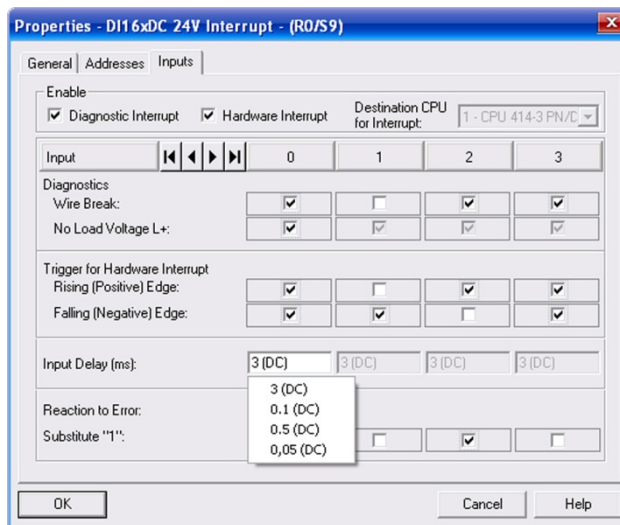 Properties - DI16xDC 24V Interrupt - (R0/S9)
General Addresses Inputs
Enable
Diagnostic Interrupt Hardware Interrupt Destination CPU for Interrupt: 1 - CPU 414-3 PN/D
Input 0 1 2 3
Diagnostics
Wire Break:
No Load Voltage L+:
Trigger for Hardware Interrupt
Rising (Positive) Edge:
Falling (Negative) Edge:
Input Delay (ms): 3 (DC) 3 (DC) 3 (DC) 3 (DC)
3 (DC)
0.1 (DC)
0.5 (DC)
0,05 (DC)
Reaction to Error:
Substitute "1":
OK Cancel Help